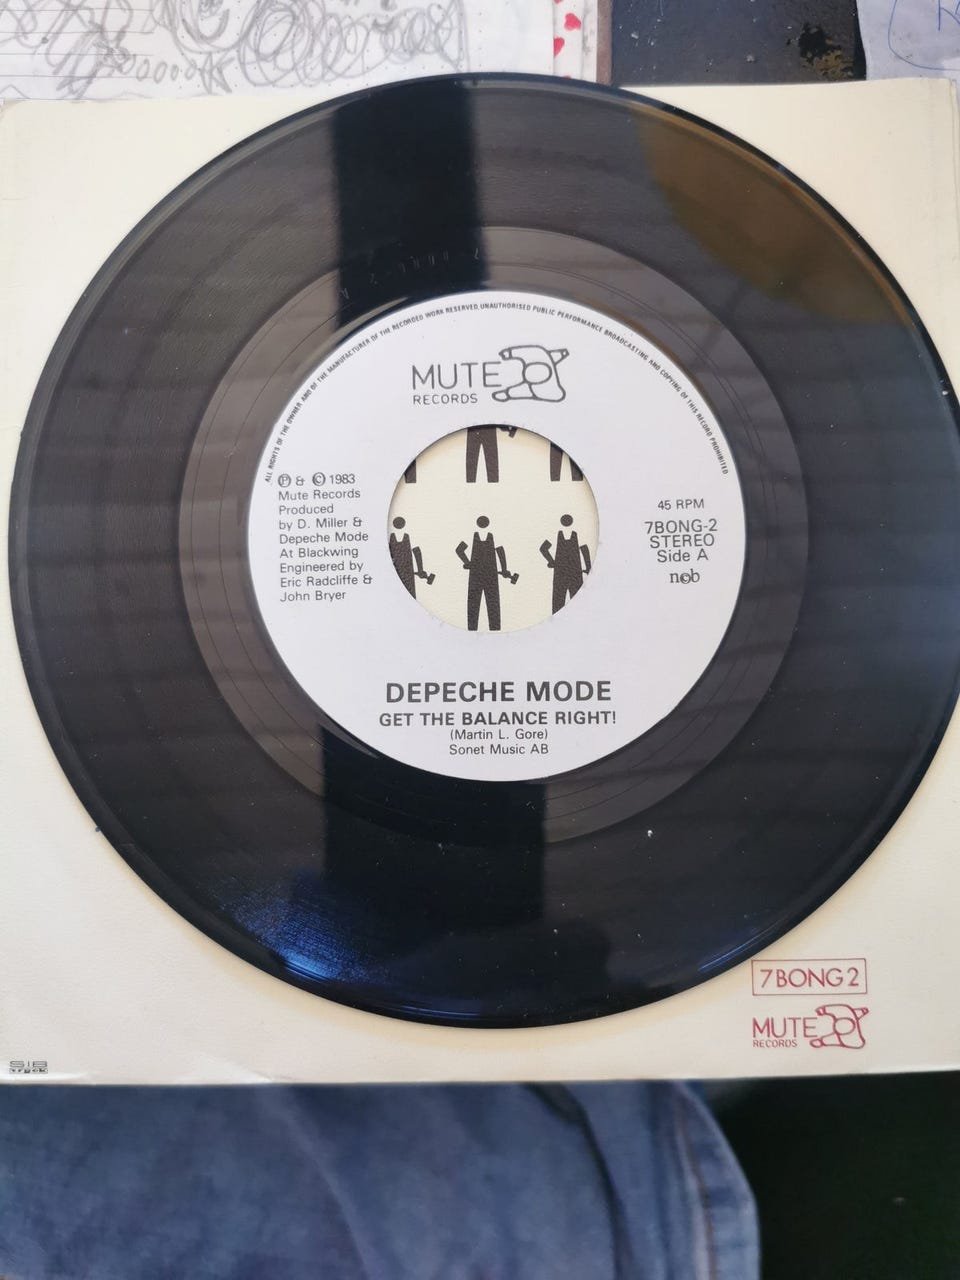 ALL RIGHTS OF THE OWNER AND OF THE MANUFACTURER OF THE RECORDED WORK RESERVED. UNAUTHORISED PUBLIC PERFORMANCE BROADCASTING AND COPYING OF THIS RECORD PROHIBITED
MUTE
RECORDS
Ⓟ & © 1983
Mute Records
Produced
by D. Miller &
Depeche Mode
At Blackwing
Engineered by
Eric Radcliffe &
John Bryer
45 RPM
7BONG-2
STEREO
Side A
n©b
DEPECHE MODE
GET THE BALANCE RIGHT!
(Martin L. Gore)
Sonet Music AB
7BONG2
MUTE
RECORDS
SIB